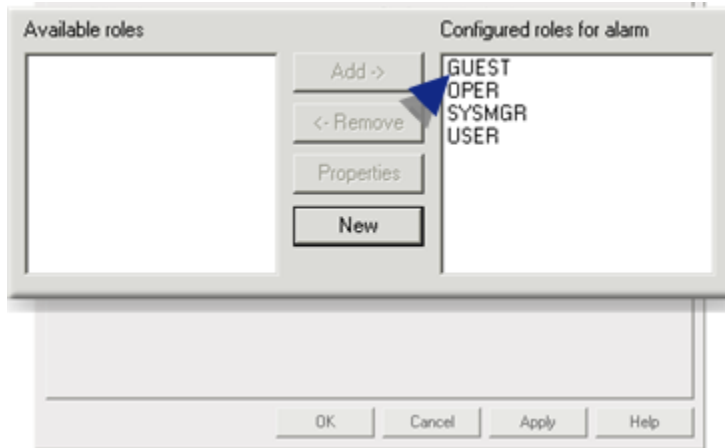 Available roles
Configured roles for alarm
Add ->
<- Remove
Properties
New
GUEST
OPER
SYSMGR
USER
OK
Cancel
Apply
Help